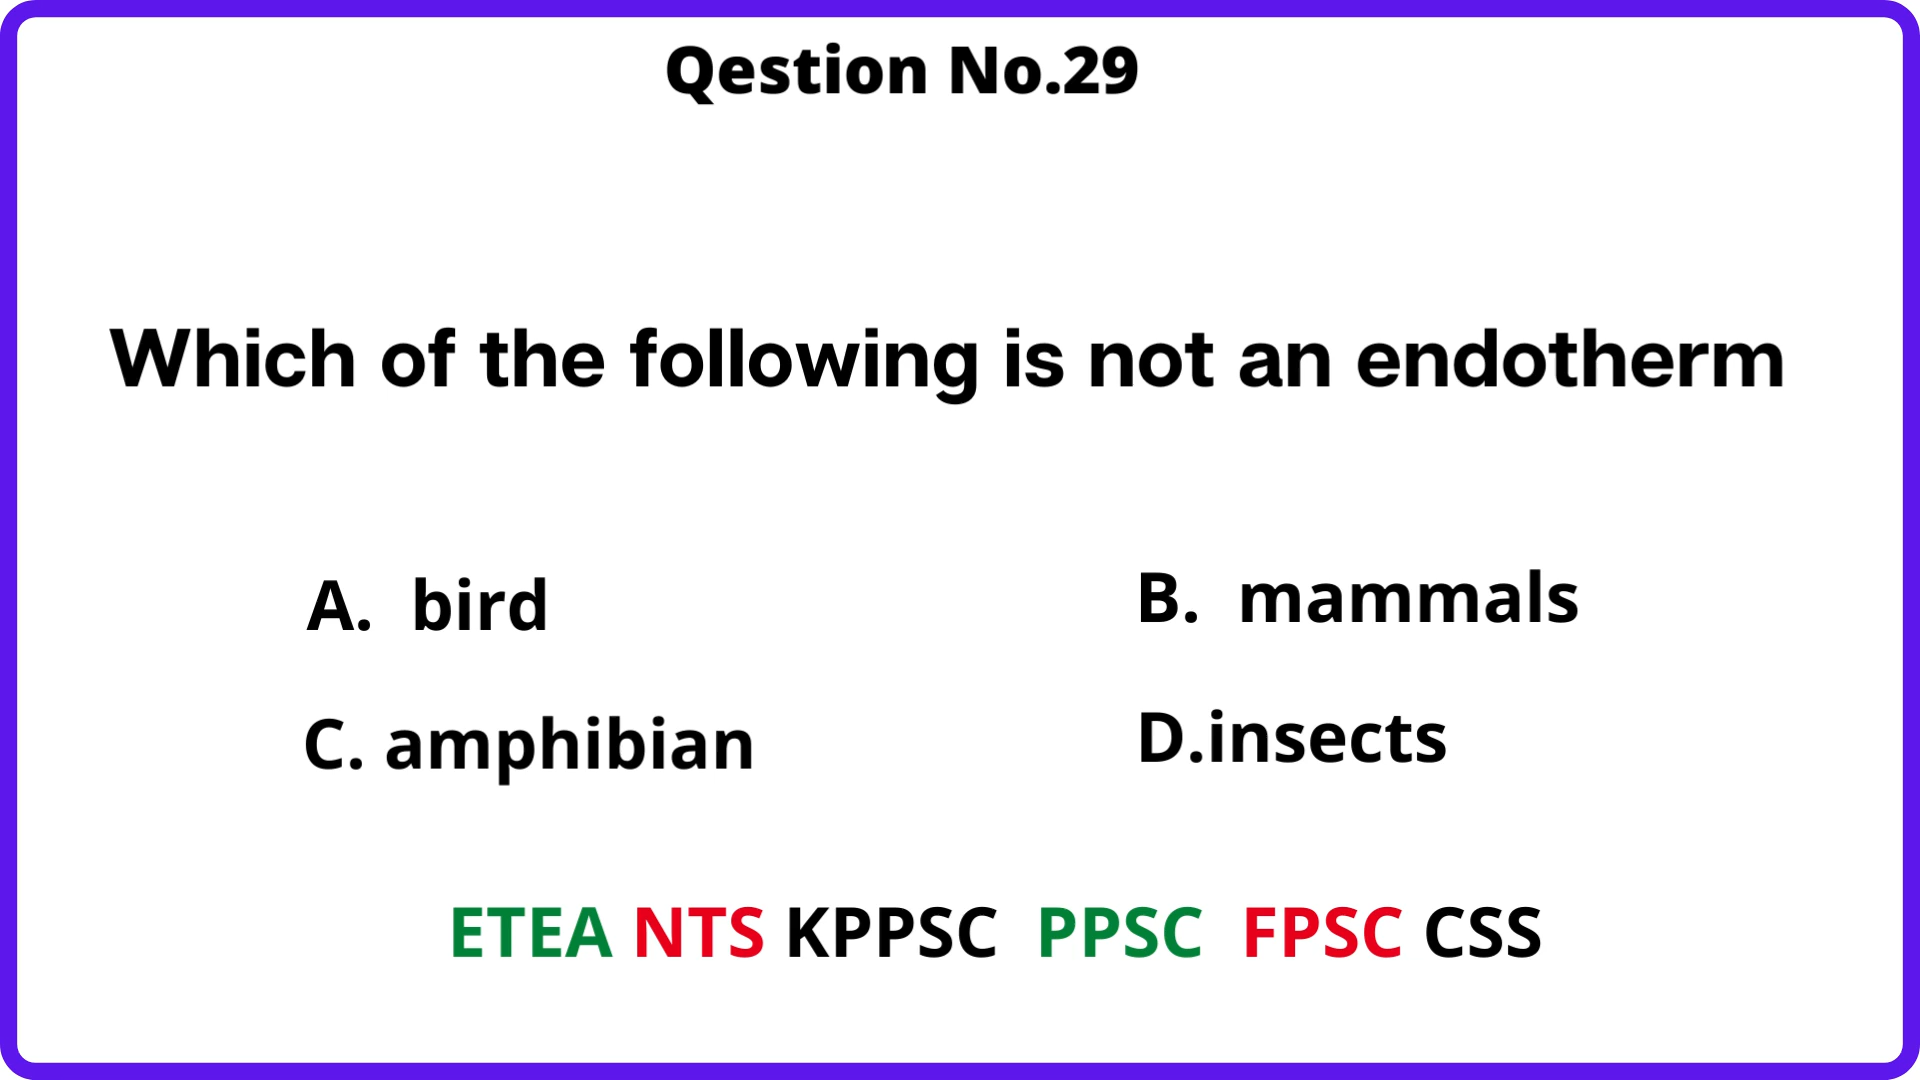 Qestion No.29
Which of the following is not an endotherm
A. bird
B. mammals
C. amphibian
D.insects
ETEA NTS KPPSC PPSC FPSC CSS